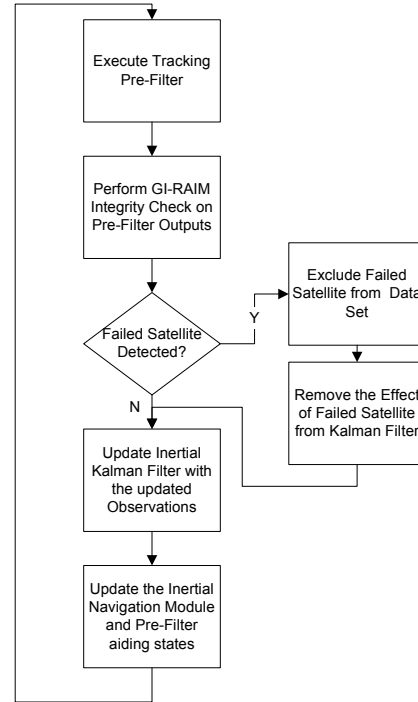 Execute Tracking
Pre-Filter
Perform GI-RAIM
Integrity Check on
Pre-Filter Outputs
Failed Satellite
Detected?
Y
N
Exclude Failed
Satellite from Data
Set
Remove the Effect
of Failed Satellite
from Kalman Filter
Update Inertial
Kalman Filter with
the updated
Observations
Update the Inertial
Navigation Module
and Pre-Filter
aiding states